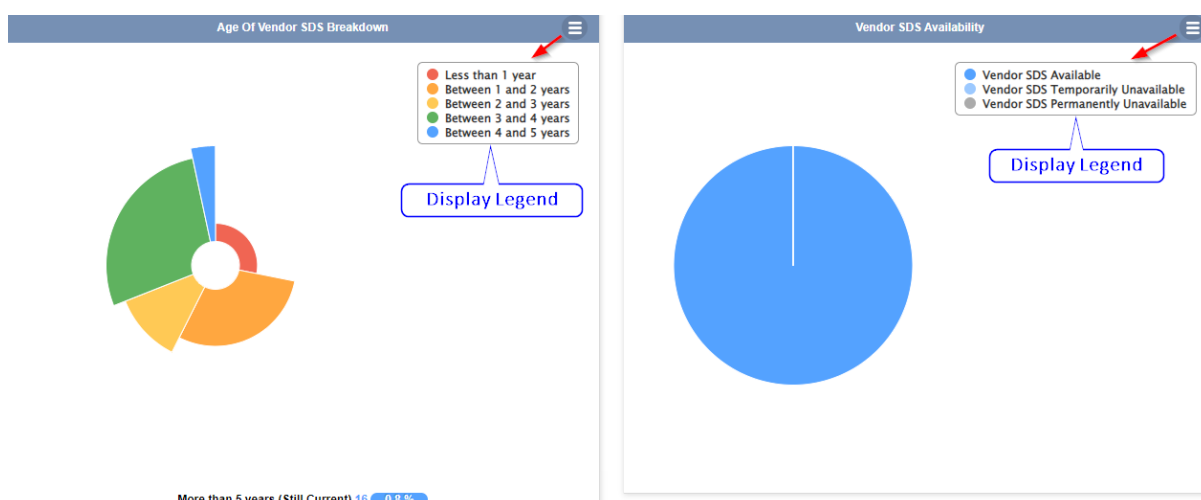 Age Of Vendor SDS Breakdown
Less than 1 year
Between 1 and 2 years
Between 2 and 3 years
Between 3 and 4 years
Between 4 and 5 years
Display Legend
More than 5 years (Still Current) 16 0.8 %
Vendor SDS Availability
Vendor SDS Available
Vendor SDS Temporarily Unavailable
Vendor SDS Permanently Unavailable
Display Legend